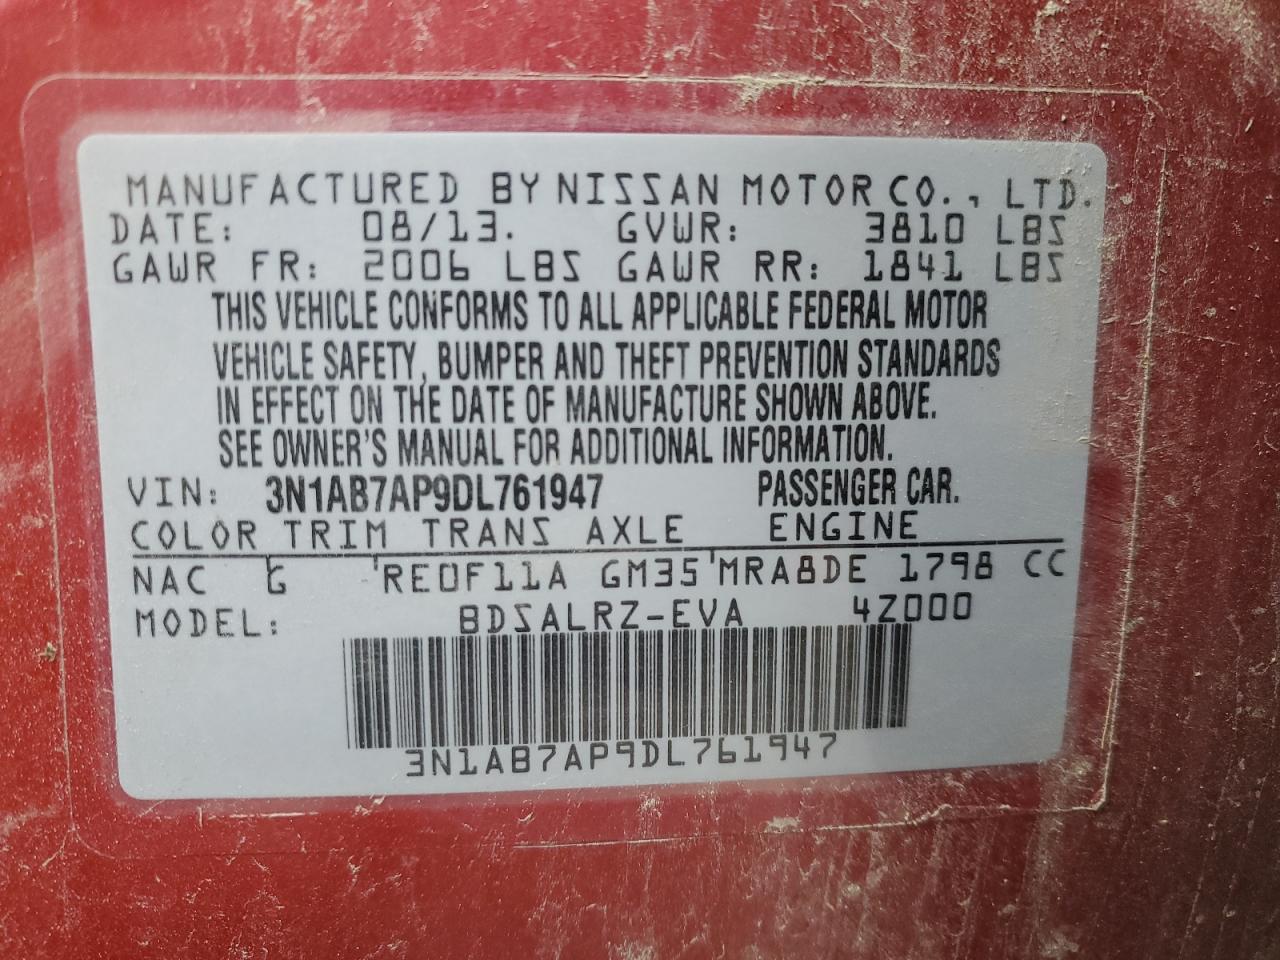 MANUFACTURED BY NISSAN MOTOR CO., LTD.
DATE: 08/13. GVWR: 3810 LBS
GAWR FR: 2006 LBS GAWR RR: 1841 LBS
THIS VEHICLE CONFORMS TO ALL APPLICABLE FEDERAL MOTOR
VEHICLE SAFETY, BUMPER AND THEFT PREVENTION STANDARDS
IN EFFECT ON THE DATE OF MANUFACTURE SHOWN ABOVE.
SEE OWNER'S MANUAL FOR ADDITIONAL INFORMATION.
VIN: 3N1AB7AP9DL761947 PASSENGER CAR.
COLOR TRIM TRANS AXLE ENGINE
NAC G 'RE0F11A GM35'MRA8DE 1798 CC
MODEL: BDSALRZ-EVA 4Z000
3N1AB7AP9DL761947